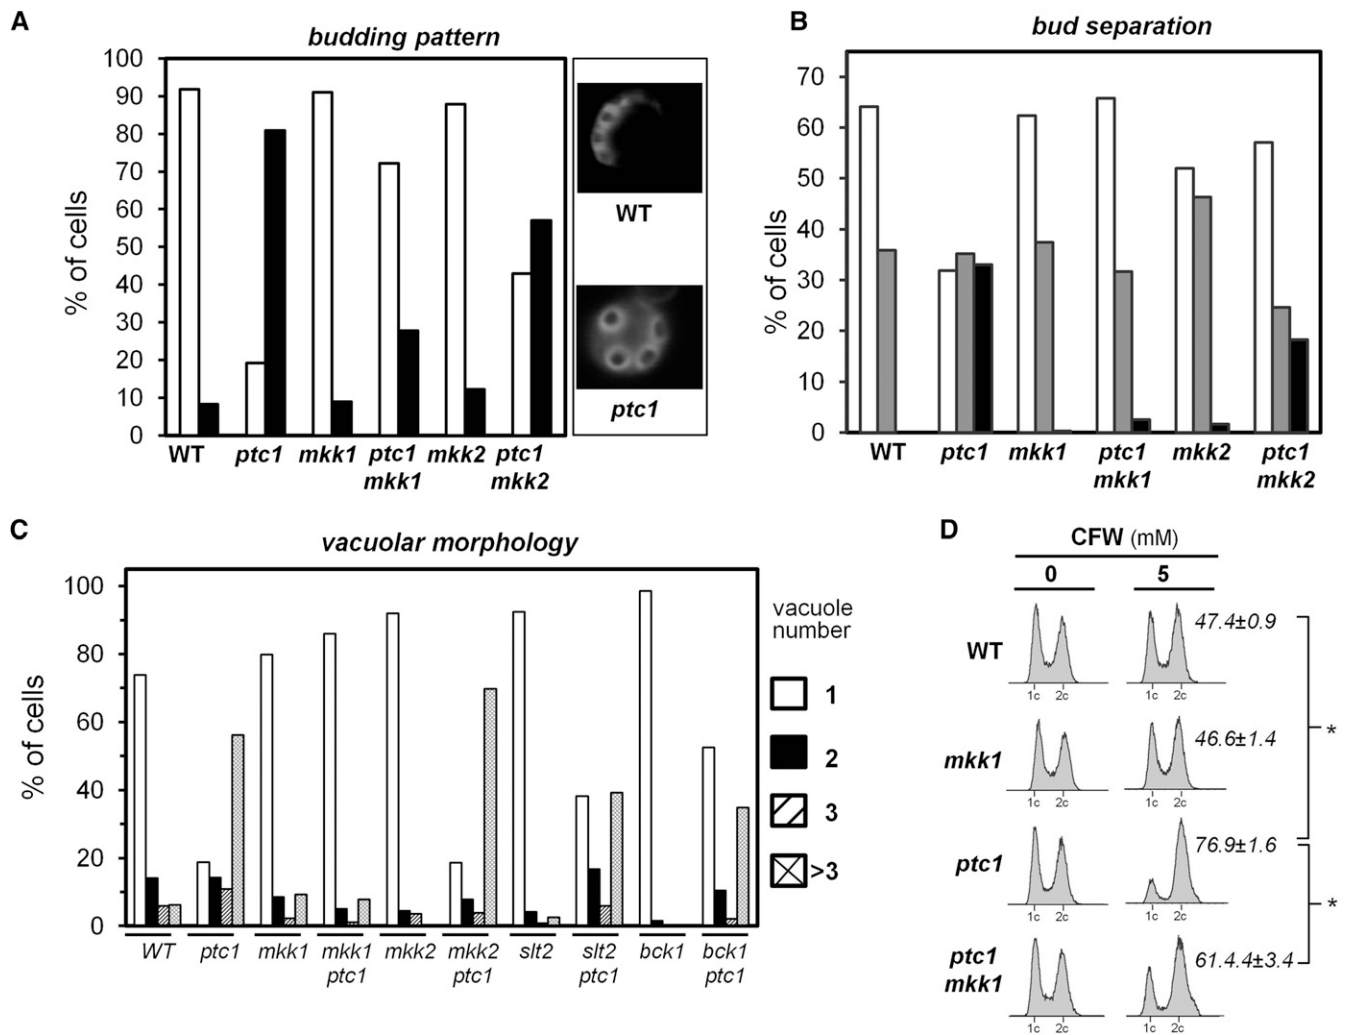 A
budding pattern
% of cells
100
90
80
70
60
50
40
30
20
10
0
WT
ptc1
mkk1
ptc1
mkk1
mkk2
ptc1
mkk2
WT
ptc1
B
bud separation
% of cells
70
60
50
40
30
20
10
0
WT
ptc1
mkk1
ptc1
mkk1
mkk2
ptc1
mkk2
C
vacuolar morphology
% of cells
100
80
60
40
20
0
WT
ptc1
mkk1
mkk1
ptc1
mkk2
mkk2
ptc1
slt2
slt2
ptc1
bck1
bck1
ptc1
vacuole
number
1
2
3
>3
D
CFW (mM)
0 5
WT
47.4±0.9
1c 2c 1c 2c
mkk1
46.6±1.4
1c 2c 1c 2c
*
ptc1
76.9±1.6
1c 2c 1c 2c
*
ptc1
mkk1
61.4.4±3.4
1c 2c 1c 2c